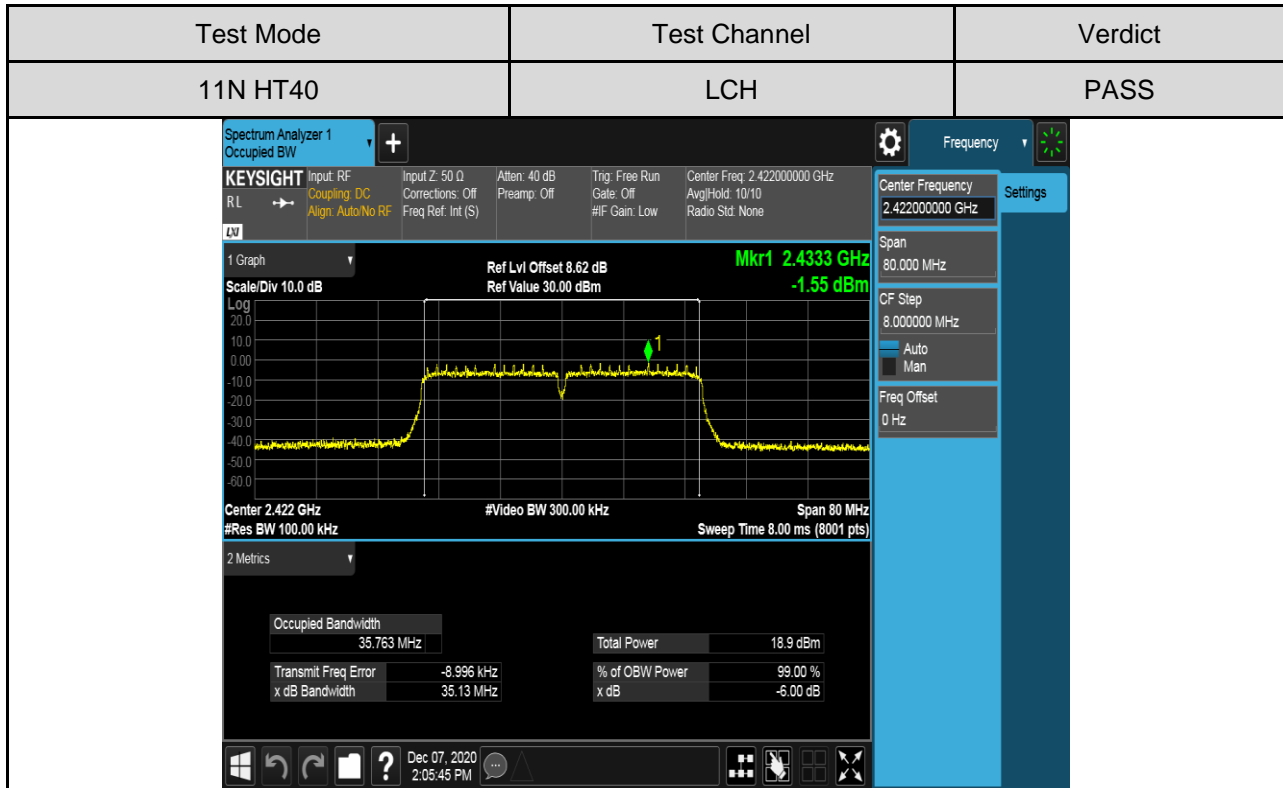 Test Mode Test Channel Verdict
11N HT40 LCH PASS
Spectrum Analyzer 1
Occupied BW
+
Frequency
KEYSIGHT Input: RF Input Z: 50 Ω Atten: 40 dB Trig: Free Run Center Freq: 2.422000000 GHz
RL Coupling: DC Corrections: Off Preamp: Off Gate: Off Avg|Hold: 10/10
Align: Auto/No RF Freq Ref: Int (S) #IF Gain: Low Radio Std: None
LXI
Center Frequency
2.422000000 GHz
Settings
Span
80.000 MHz
CF Step
8.000000 MHz
Auto
Man
Freq Offset
0 Hz
1 Graph
Ref Lvl Offset 8.62 dB
Mkr1 2.4333 GHz
Scale/Div 10.0 dB Ref Value 30.00 dBm -1.55 dBm
Log
20.0
10.0
1
0.00
-10.0
-20.0
-30.0
-40.0
-50.0
-60.0
Center 2.422 GHz #Video BW 300.00 kHz Span 80 MHz
#Res BW 100.00 kHz Sweep Time 8.00 ms (8001 pts)
2 Metrics
Occupied Bandwidth
35.763 MHz Total Power 18.9 dBm
Transmit Freq Error -8.996 kHz % of OBW Power 99.00 %
x dB Bandwidth 35.13 MHz x dB -6.00 dB
? Dec 07, 2020
2:05:45 PM